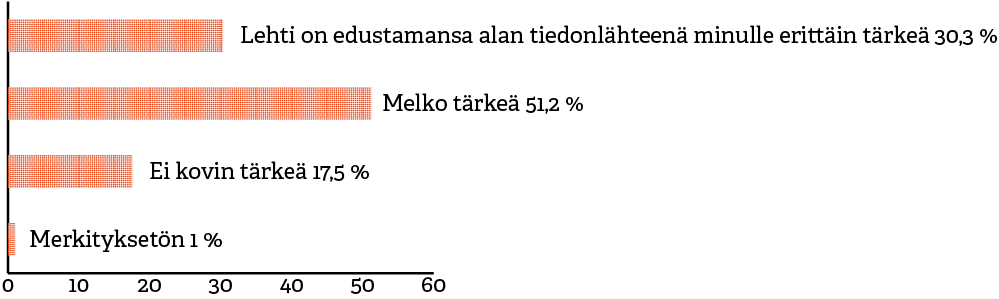 Lehti on edustamansa alan tiedonlähteenä minulle erittäin tärkeä 30,3 %
Melko tärkeä 51,2 %
Ei kovin tärkeä 17,5 %
Merkityksetön 1 %
0 10 20 30 40 50 60